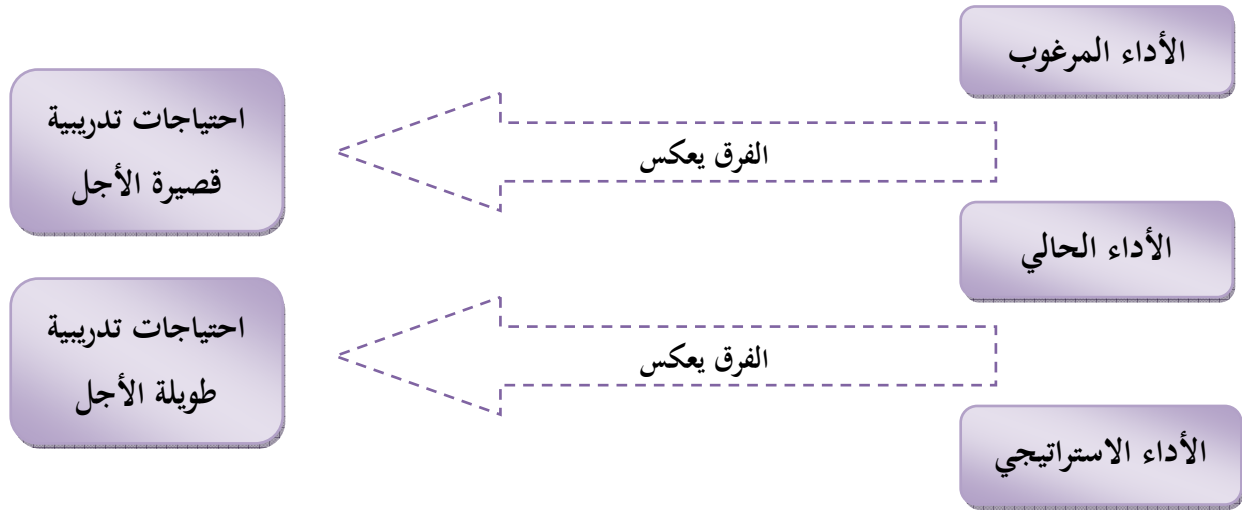 الأداء المرغوب
احتياجات تدريبية
قصيرة الأجل
الفرق يعكس
الأداء الحالي
احتياجات تدريبية
طويلة الأجل
الفرق يعكس
الأداء الاستراتيجي